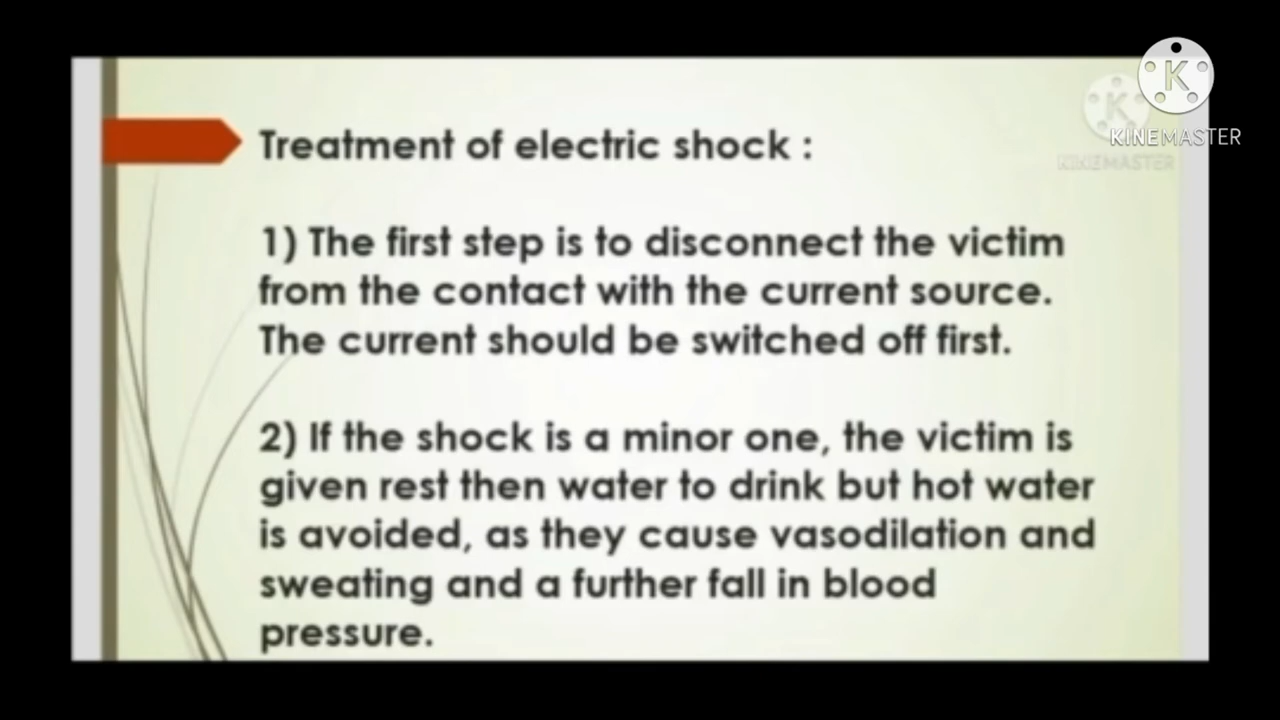 KINEMASTER
KINEMASTER
Treatment of electric shock :
1) The first step is to disconnect the victim
from the contact with the current source.
The current should be switched off first.
2) If the shock is a minor one, the victim is
given rest then water to drink but hot water
is avoided, as they cause vasodilation and
sweating and a further fall in blood
pressure.